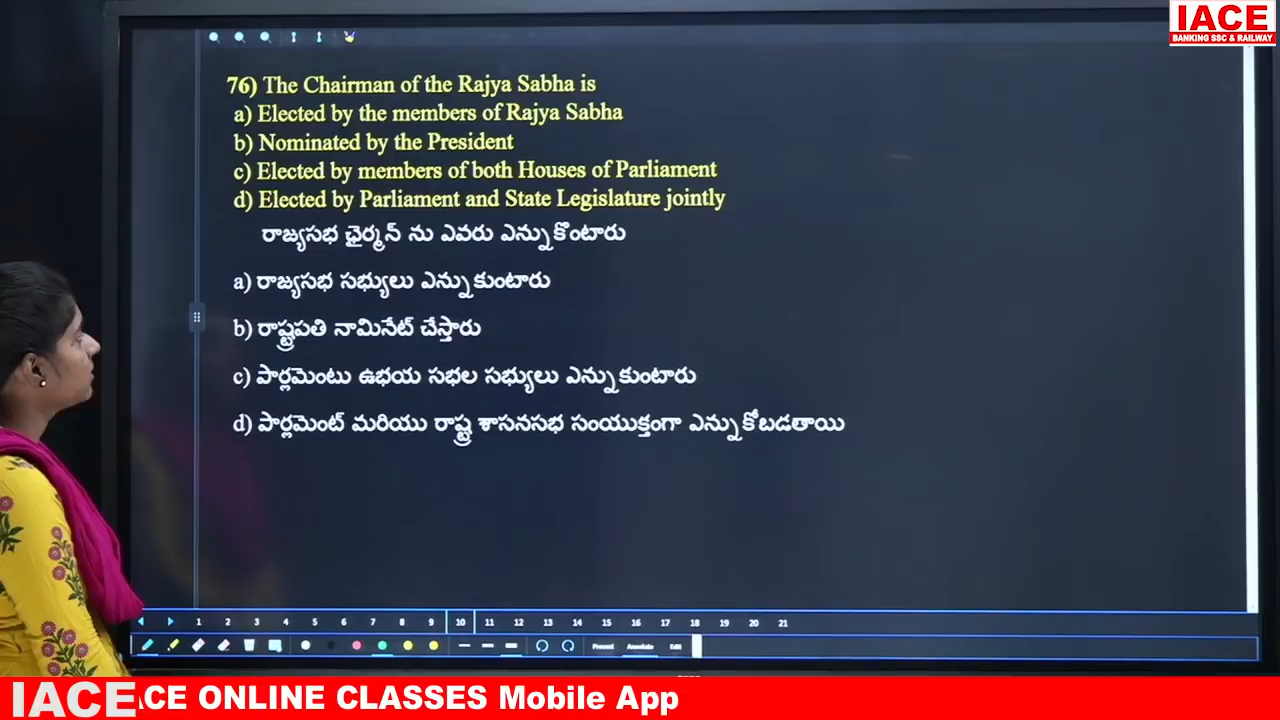 IACE
BANKING SSC & RAILWAY
76) The Chairman of the Rajya Sabha is
a) Elected by the members of Rajya Sabha
b) Nominated by the President
c) Elected by members of both Houses of Parliament
d) Elected by Parliament and State Legislature jointly
రాజ్యసభ ఛైర్మన్ ను ఎవరు ఎన్నుకొంటారు
a) రాజ్యసభ సభ్యులు ఎన్నుకుంటారు
b) రాష్ట్రపతి నామినేట్ చేస్తారు
c) పార్లమెంటు ఉభయ సభల సభ్యులు ఎన్నుకుంటారు
d) పార్లమెంట్ మరియు రాష్ట్ర శాసనసభ సంయుక్తంగా ఎన్నుకోబడతాయి
1 2 3 4 5 6 7 8 9 10 11 12 13 14 15 16 17 18 19 20 21
Present Annotate Edit
IACE ACE ONLINE CLASSES Mobile App